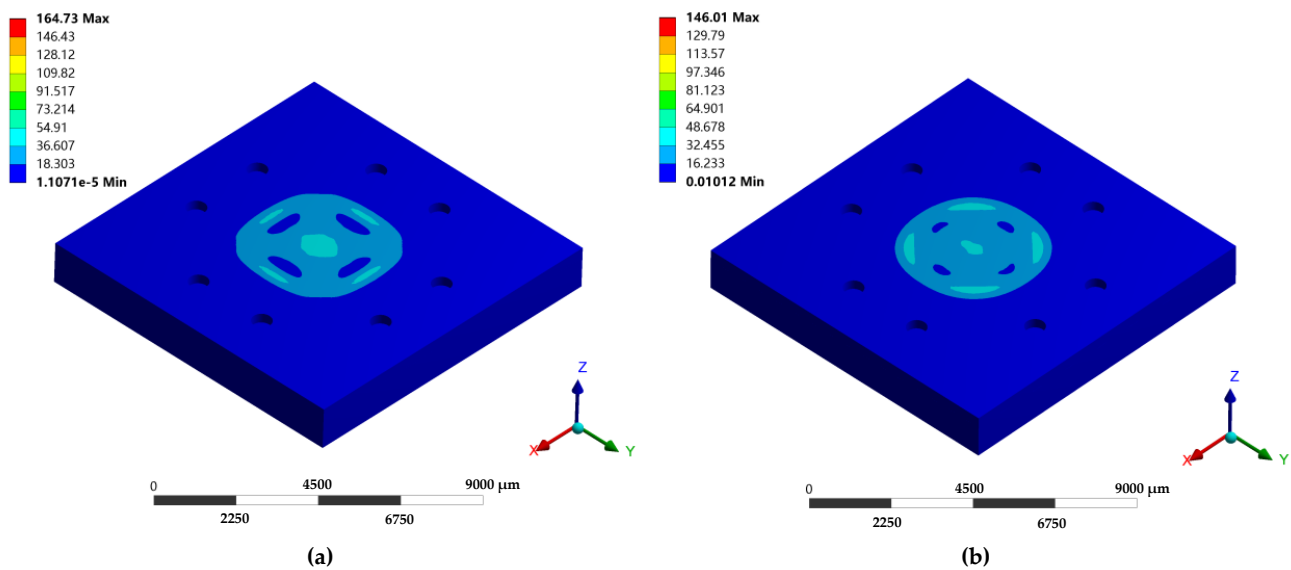 164.73 Max
146.43
128.12
109.82
91.517
73.214
54.91
36.607
18.303
1.1071e-5 Min
Z
X
Y
0
4500
9000 μm
2250
6750
(a)
146.01 Max
129.79
113.57
97.346
81.123
64.901
48.678
32.455
16.233
0.01012 Min
Z
X
Y
0
4500
9000 μm
2250
6750
(b)